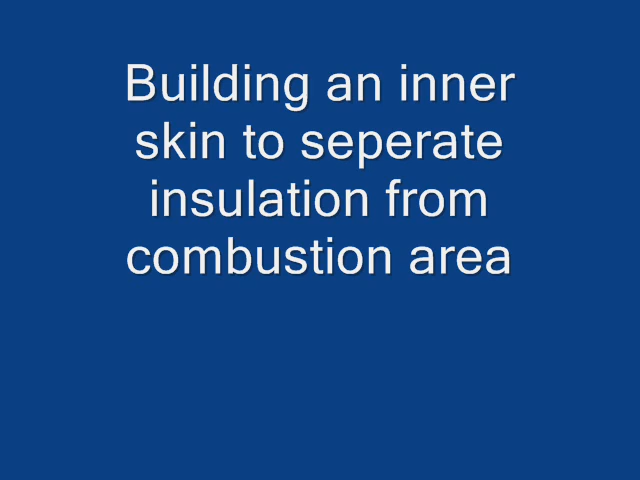 Building an inner
skin to seperate
insulation from
combustion area